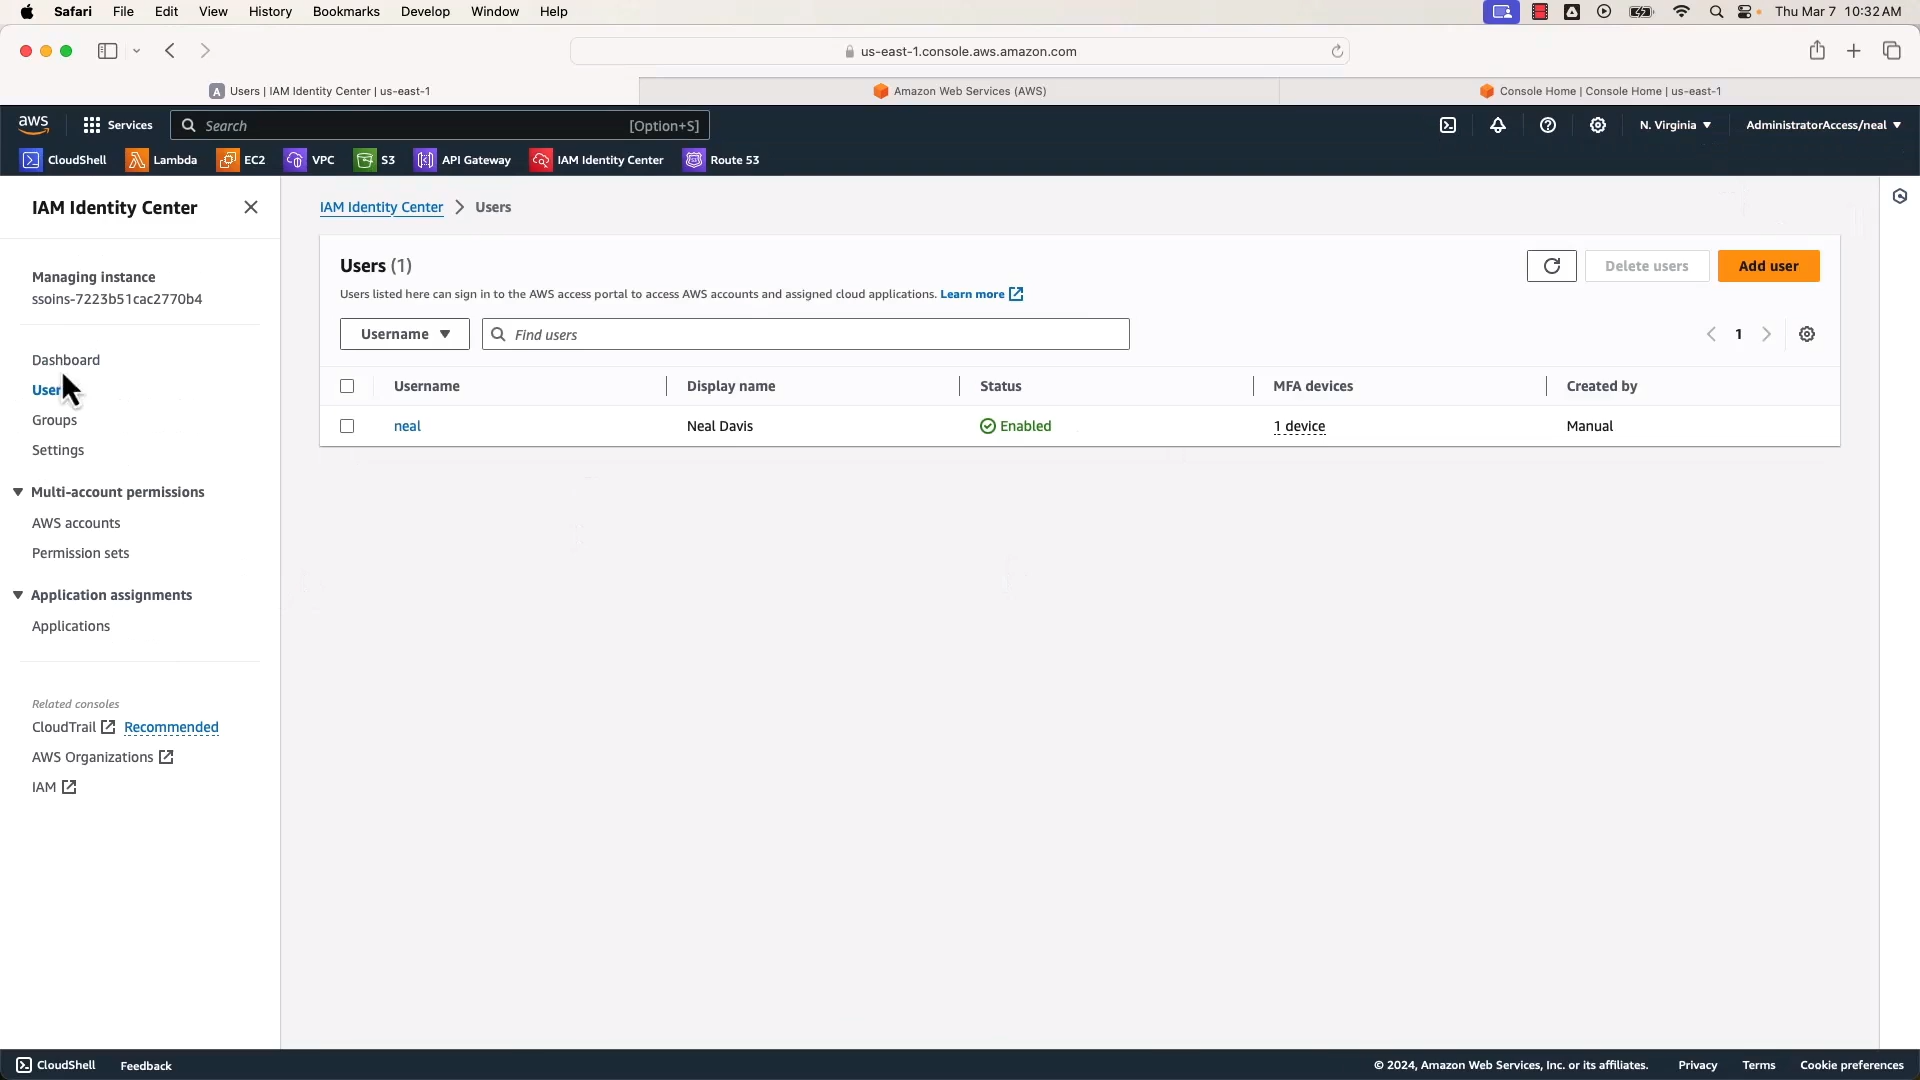 Safari File Edit View History Bookmarks Develop Window Help Thu Mar 7 10:32 AM
us-east-1.console.aws.amazon.com
A Users | IAM Identity Center | us-east-1 Amazon Web Services (AWS) Console Home | Console Home | us-east-1
aws Services Search [Option+S] N. Virginia AdministratorAccess/neal
CloudShell Lambda EC2 VPC S3 API Gateway IAM Identity Center Route 53
IAM Identity Center
Managing instance
ssoins-7223b51cac2770b4
Dashboard
User
Groups
Settings
Multi-account permissions
AWS accounts
Permission sets
Application assignments
Applications
Related consoles
CloudTrail Recommended
AWS Organizations
IAM
IAM Identity Center > Users
Users (1)
Delete users Add user
Users listed here can sign in to the AWS access portal to access AWS accounts and assigned cloud applications. Learn more
Username Find users 1
Username Display name Status MFA devices Created by
neal Neal Davis Enabled 1 device Manual
CloudShell Feedback © 2024, Amazon Web Services, Inc. or its affiliates. Privacy Terms Cookie preferences